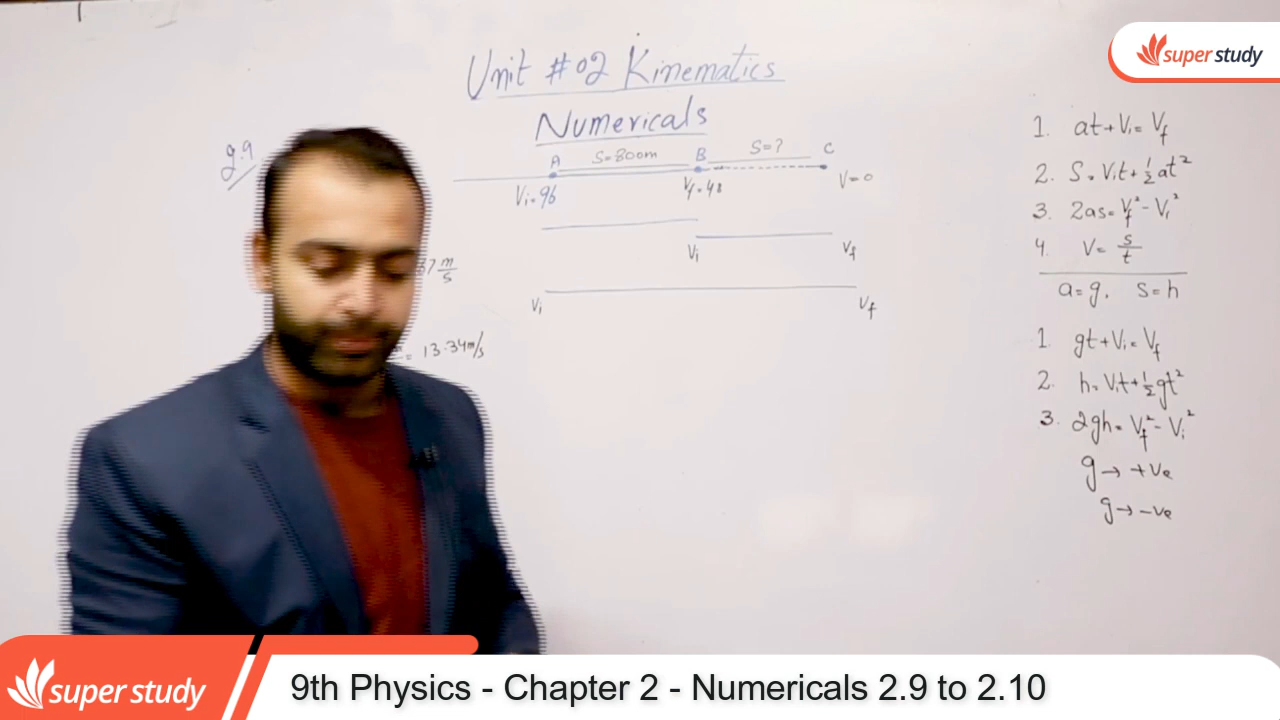 super study
Unit #02 Kinematics
Numericals
2.9
A S=800m B S=? C
Vi=96 Vf=48 V=0
Vi Vf
Vi Vf
m/s
= 13.34m/s
1. at+Vi=Vf
2. S=Vit+½at²
3. 2as=Vf²-Vi²
4. V=s/t
a=g, S=h
1. gt+Vi=Vf
2. h=Vit+½gt²
3. 2gh=Vf²-Vi²
g→+ve
g→-ve
super study
9th Physics - Chapter 2 - Numericals 2.9 to 2.10